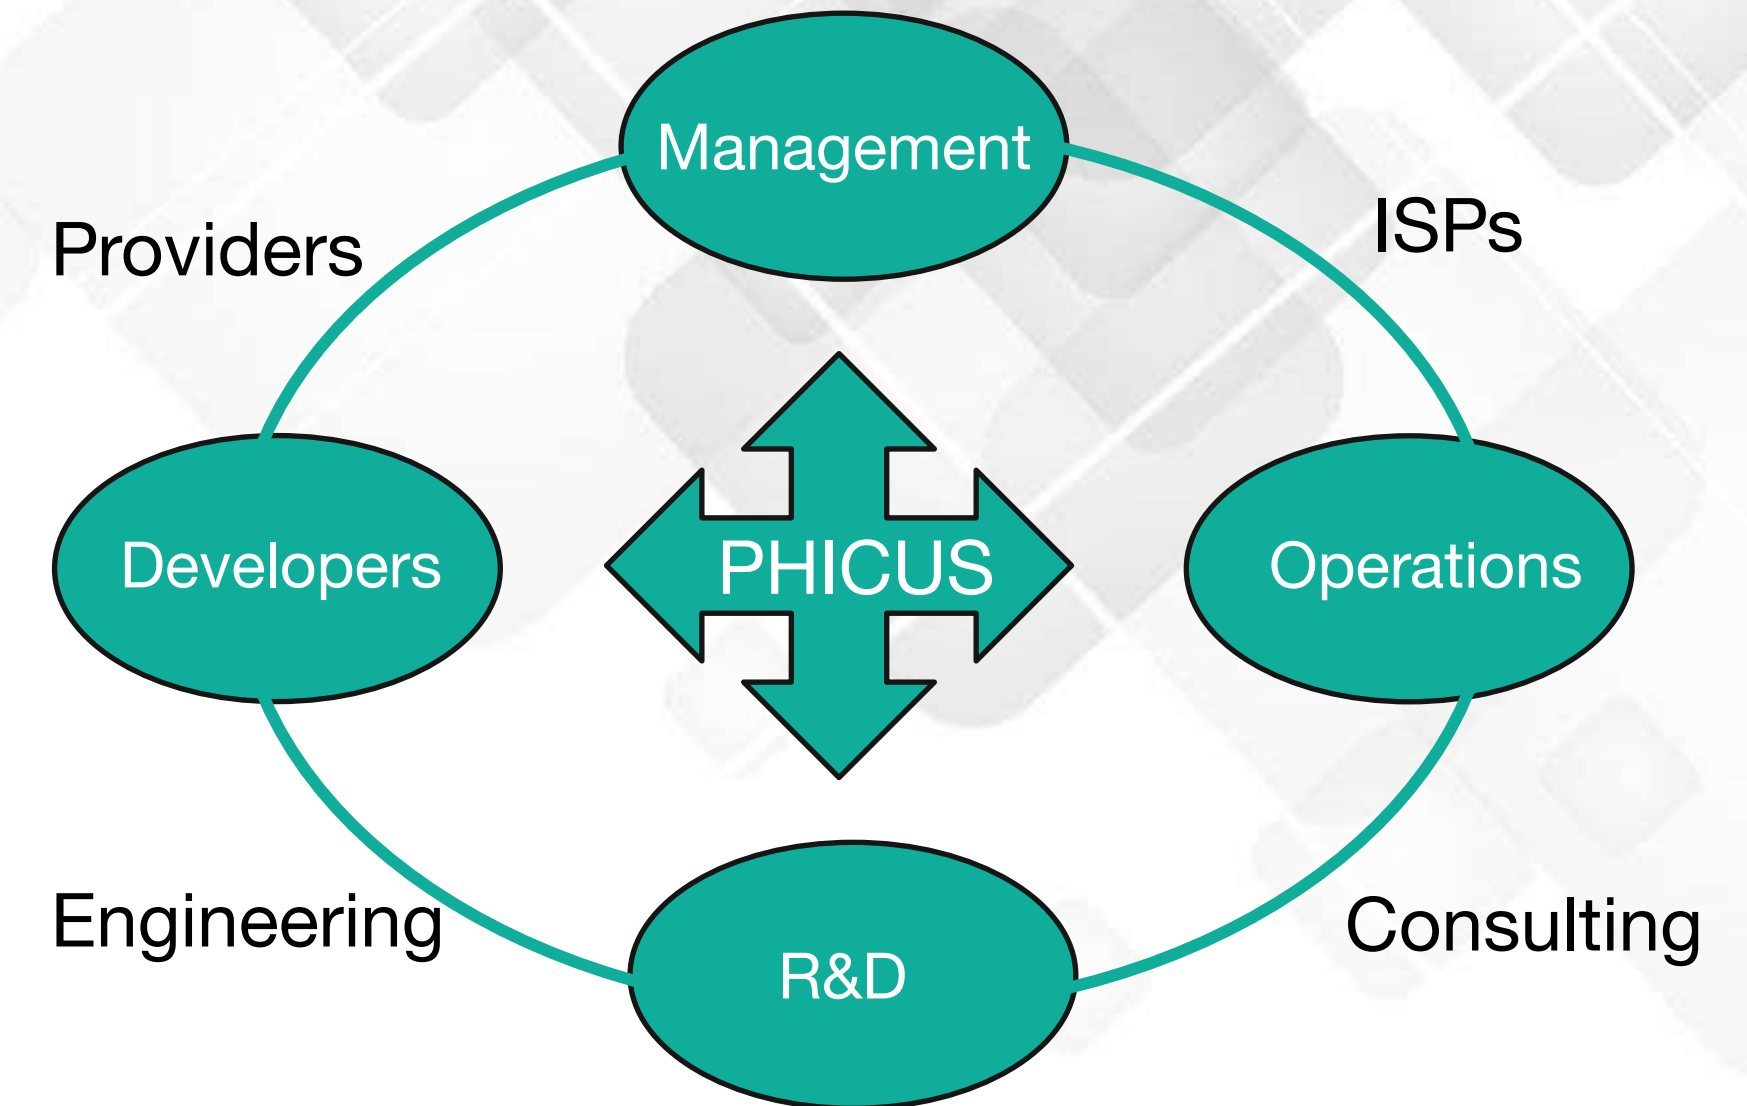 Management
Providers
ISPs
Developers
PHICUS
Operations
Engineering
Consulting
R&D